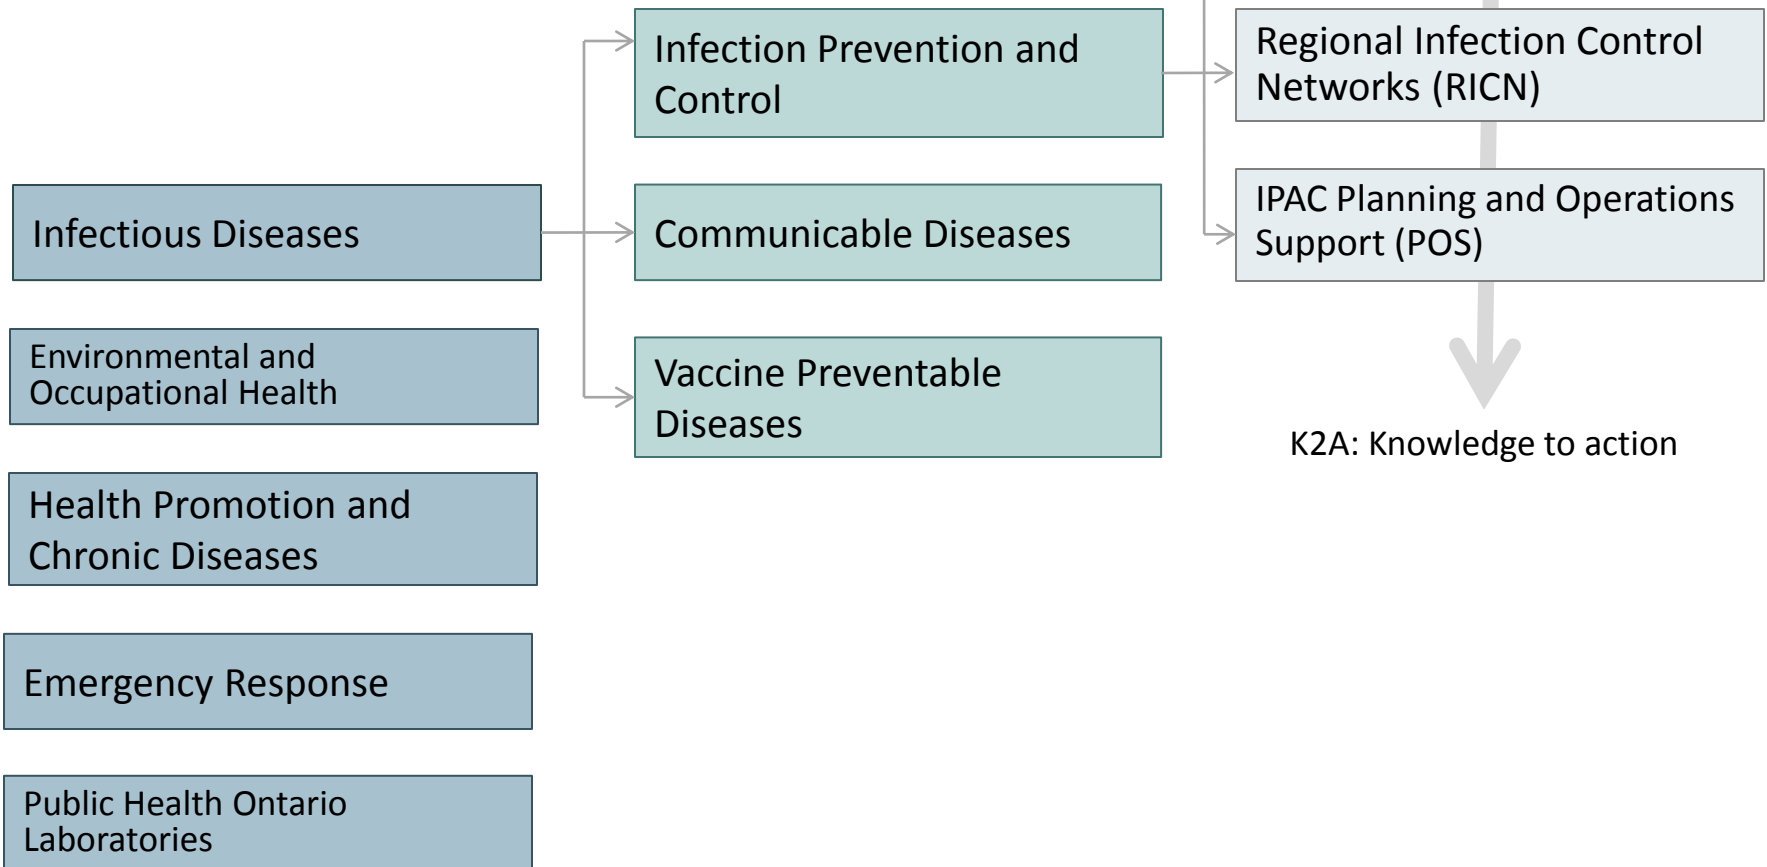 Infectious Diseases
Environmental and
Occupational Health
Health Promotion and
Chronic Diseases
Emergency Response
Public Health Ontario
Laboratories
Infection Prevention and
Control
Communicable Diseases
Vaccine Preventable
Diseases
Regional Infection Control
Networks (RICN)
IPAC Planning and Operations
Support (POS)
K2A: Knowledge to action